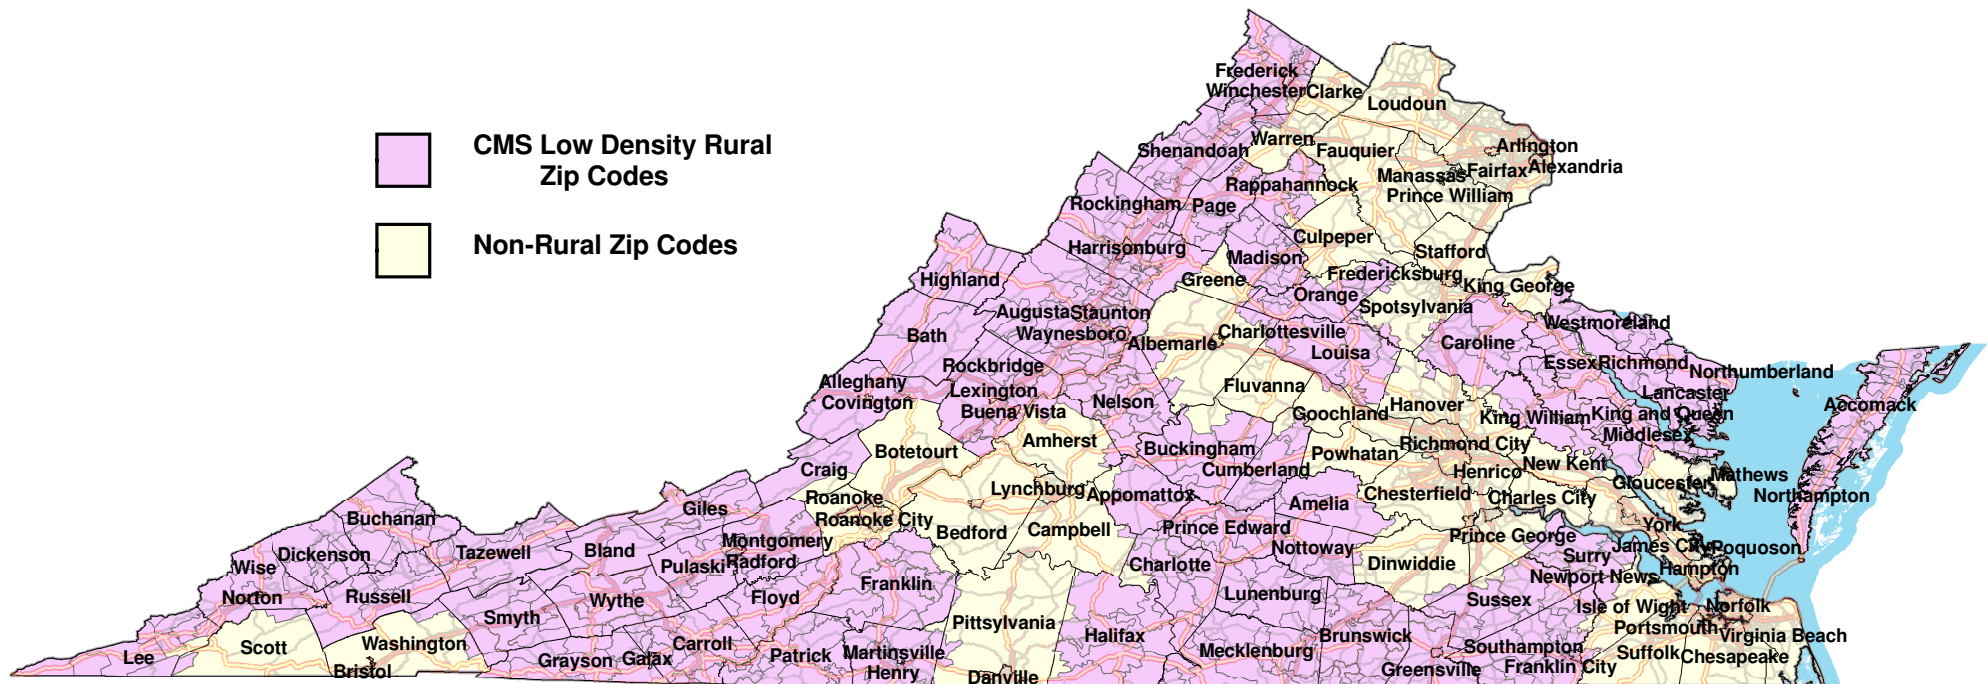 CMS Low Density Rural
Zip Codes
Non-Rural Zip Codes
Frederick
Winchester
Clarke
Loudoun
Warren
Shenandoah
Fauquier
Arlington
Alexandria
Fairfax
Manassas
Prince William
Rappahannock
Page
Rockingham
Culpeper
Harrisonburg
Madison
Stafford
Greene
Fredericksburg
King George
Highland
Orange
Spotsylvania
Augusta
Staunton
Waynesboro
Westmoreland
Bath
Albemarle
Charlottesville
Louisa
Caroline
Rockbridge
Essex
Richmond
Northumberland
Alleghany
Covington
Lexington
Buena Vista
Nelson
Fluvanna
Lancaster
Goochland
Hanover
King William
King and Queen
Accomack
Middlesex
Amherst
Botetourt
Buckingham
Cumberland
Powhatan
Richmond City
Henrico
New Kent
Craig
Roanoke
Lynchburg
Appomattox
Chesterfield
Charles City
Gloucester
Mathews
Northampton
Giles
Amelia
Buchanan
Roanoke City
Bedford
Campbell
Prince Edward
York
Prince George
James City
Poquoson
Montgomery
Radford
Nottoway
Dickenson
Tazewell
Bland
Pulaski
Charlotte
Dinwiddie
Surry
Hampton
Newport News
Wise
Norton
Russell
Wythe
Floyd
Franklin
Lunenburg
Sussex
Isle of Wight
Norfolk
Smyth
Pittsylvania
Portsmouth
Virginia Beach
Scott
Washington
Carroll
Halifax
Brunswick
Mecklenburg
Southampton
Suffolk
Chesapeake
Lee
Bristol
Grayson
Galax
Patrick
Martinsville
Henry
Danville
Greensville
Franklin City